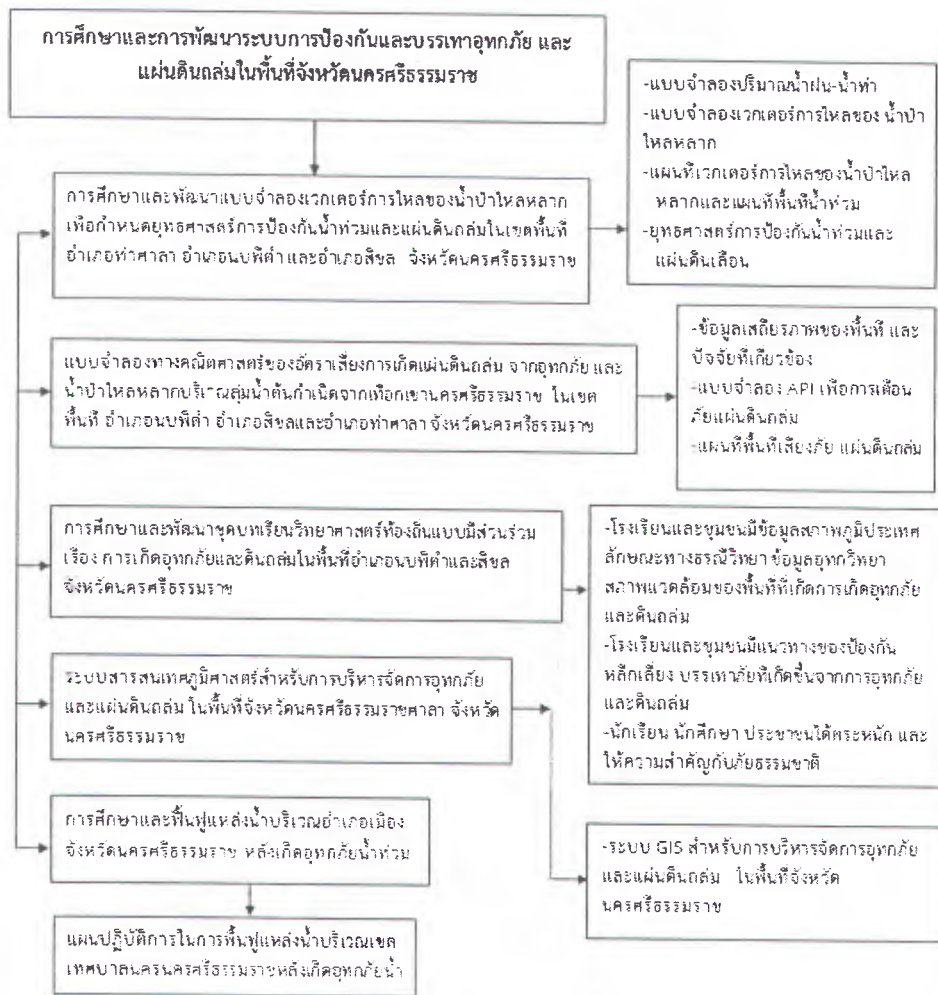 การศึกษาและการพัฒนาระบบการป้องกันและบรรเทาอุทกภัย และ
แผ่นดินถล่มในพื้นที่จังหวัดนครศรีธรรมราช
-แบบจำลองปริมาณน้ำฝน-น้ำท่า
-แบบจำลองเวกเตอร์การไหลของ น้ำป่า
ไหลหลาก
-แผนที่เวกเตอร์การไหลของน้ำป่าไหล
หลากและแผนที่พื้นที่น้ำท่วม
-ยุทธศาสตร์การป้องกันน้ำท่วมและ
แผ่นดินเลื่อน
การศึกษาและพัฒนาแบบจำลองเวกเตอร์การไหลของน้ำป่าไหลหลาก
เพื่อกำหนดยุทธศาสตร์การป้องกันน้ำท่วมและแผ่นดินถล่มในเขตพื้นที่
อำเภอท่าศาลา อำเภอนบพิตำ และอำเภอสิชล จังหวัดนครศรีธรรมราช
-ข้อมูลเสถียรภาพของพื้นที่ และ
ปัจจัยที่เกี่ยวข้อง
-แบบจำลอง API เพื่อการเตือน
ภัยแผ่นดินถล่ม
-แผนที่พื้นที่เสี่ยงภัย แผ่นดินถล่ม
แบบจำลองทางคณิตศาสตร์ของอัตราเสี่ยงการเกิดแผ่นดินถล่ม จากอุทกภัย และ
น้ำป่าไหลหลากบริเวณลุ่มน้ำต้นกำเนิดจากเทือกเขานครศรีธรรมราช ในเขต
พื้นที่ อำเภอนบพิตำ อำเภอสิชลและอำเภอท่าศาลา จังหวัดนครศรีธรรมราช
การศึกษาและพัฒนาชุดบทเรียนวิทยาศาสตร์ท้องถิ่นแบบมีส่วนร่วม
เรื่อง การเกิดอุทกภัยและดินถล่มในพื้นที่อำเภอนบพิตำและสิชล
จังหวัดนครศรีธรรมราช
-โรงเรียนและชุมชนมีข้อมูลสภาพภูมิประเทศ
ลักษณะทางธรณีวิทยา ข้อมูลอุทกวิทยา
สภาพแวดล้อมของพื้นที่ที่เกิดการเกิดอุทกภัย
และดินถล่ม
-โรงเรียนและชุมชนมีแนวทางของป้องกัน
หลีกเลี่ยง บรรเทาภัยที่เกิดขึ้นจากการอุทกภัย
และดินถล่ม
-นักเรียน นักศึกษา ประชาชนได้ตระหนัก และ
ให้ความสำคัญกับภัยธรรมชาติ
ระบบสารสนเทศภูมิศาสตร์สำหรับการบริหารจัดการอุทกภัย
และแผ่นดินถล่ม ในพื้นที่จังหวัดนครศรีธรรมราชศาลา จังหวัด
นครศรีธรรมราช
การศึกษาและฟื้นฟูแหล่งน้ำบริเวณอำเภอเมือง
จังหวัดนครศรีธรรมราช หลังเกิดอุทกภัยน้ำท่วม
-ระบบ GIS สำหรับการบริหารจัดการอุทกภัย
และแผ่นดินถล่ม ในพื้นที่จังหวัด
นครศรีธรรมราช
แผนปฏิบัติการในการฟื้นฟูแหล่งน้ำบริเวณเขต
เทศบาลนครนครศรีธรรมราชหลังเกิดอุทกภัยน้ำ